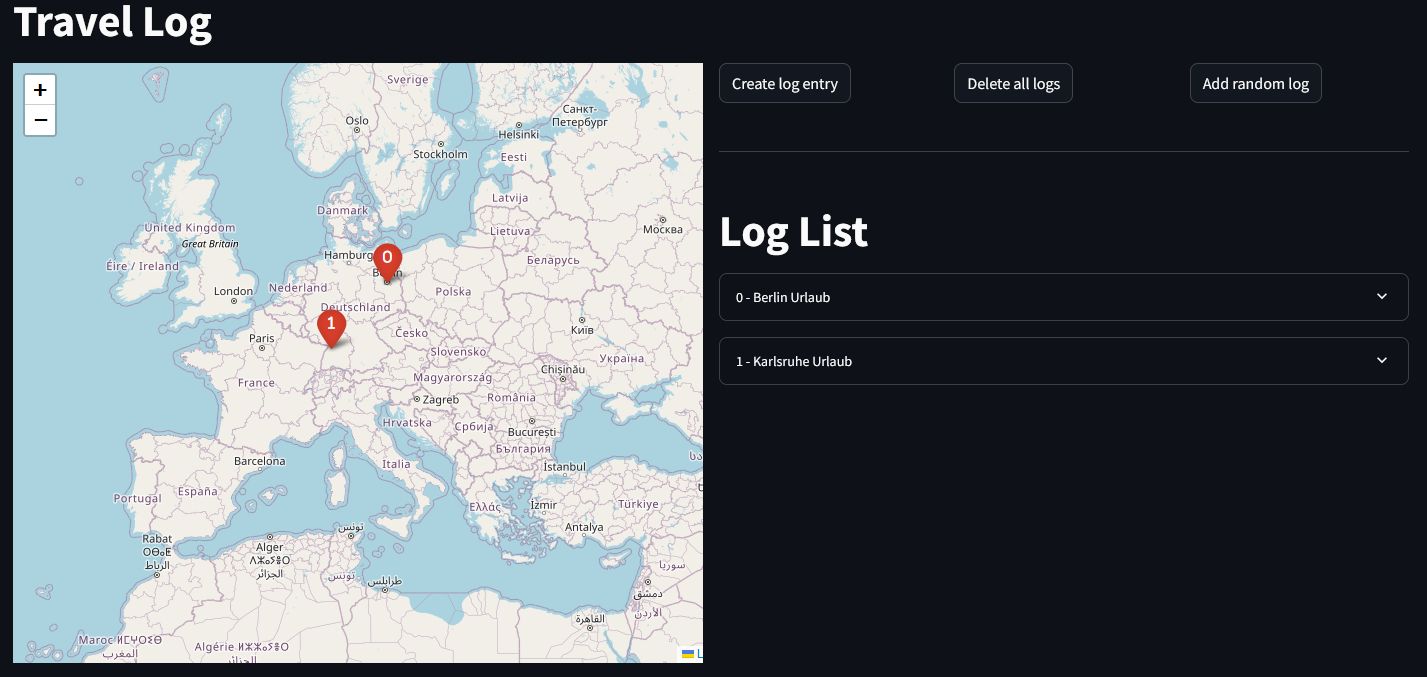 Travel Log
+
−
Sverige
Oslo
Санкт-
Петербург
Helsinki
Stockholm
Eesti
Latvija
Danmark
Lietuva
Москва
United Kingdom
Great Britain
Hamburg
0
Éire / Ireland
Беларусь
Nederland
London
Polska
Deutschland
1
Česko
Київ
Paris
Slovensko
Україна
Chișinău
France
Magyarország
Zagreb
România
Hrvatska
Србија
București
България
Barcelona
Italia
İstanbul
Portugal
España
Ελλάς
İzmir
Türkiye
Antalya
تونس
Rabat
ⵔⴱⴰⵟ
الرباط
Alger
ⴷⵣⴰⵢⵔ
الجزائر
تونس
طرابلس
سوريا
دمشق
الأردن
القاهرة
Maroc ⵍⵎⵖⵔⵉⴱ
المغرب
Algérie ⵍⵣⵣⴰⵢⵔ
الجزائر
Create log entry
Delete all logs
Add random log
Log List
0 - Berlin Urlaub
1 - Karlsruhe Urlaub